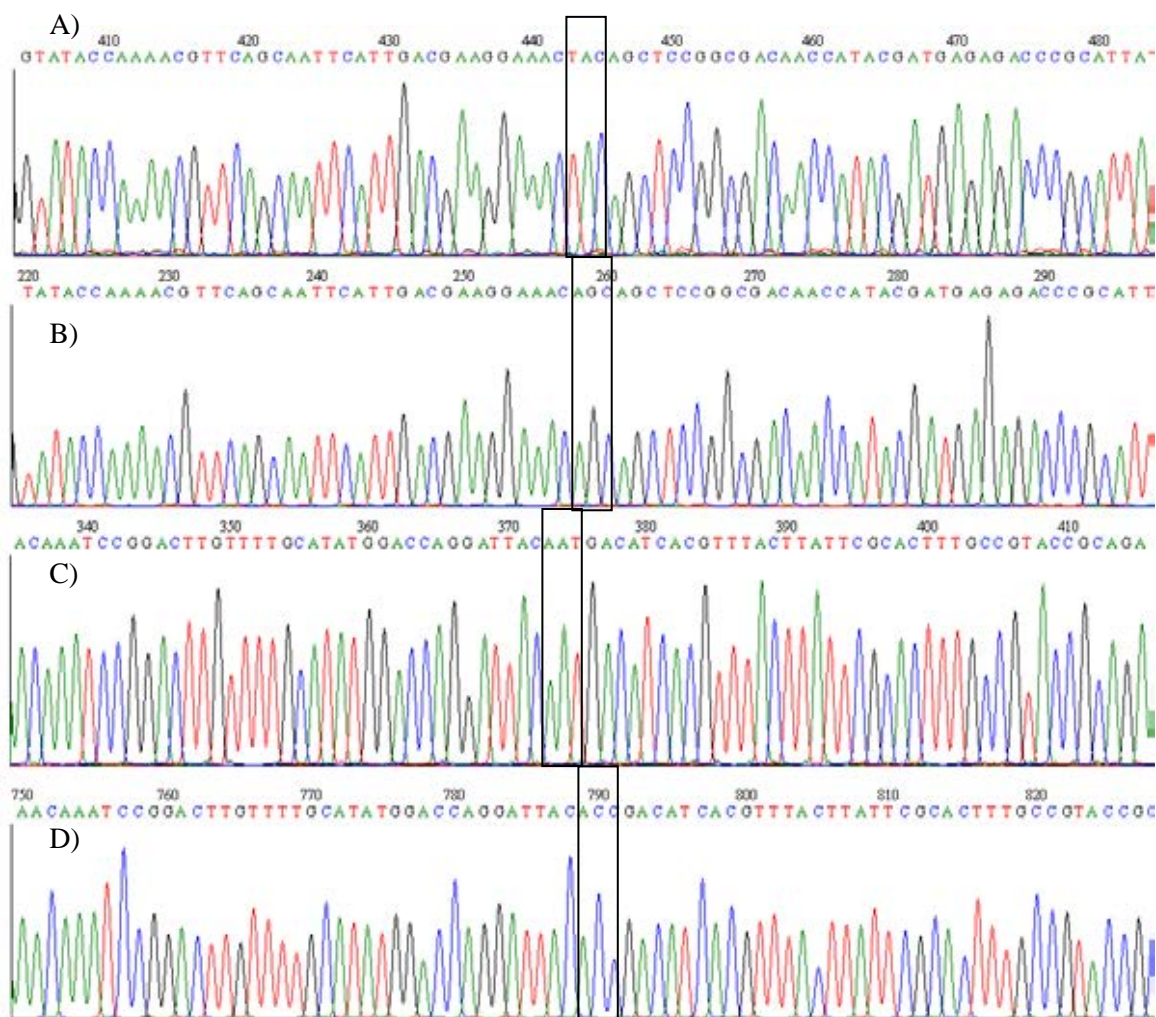 A)
410 420 430 440 450 460 470 480
GTATACCAAAACGTTCAGCAATTCATTGACGAAGGAAACTACAGCTCCGGCGACAACCATACGATGAGAGACCCGCATTAT
220 230 240 250 260 270 280 290
TATACCAAAACGTTCAGCAATTCATTGACGAAGGAAACAGCAGCTCCGGCGACAACCATACGATGAGAGACCCGCATT
B)
340 350 360 370 380 390 400 410
ACAAATCCGGACTTGTTTTGCATATGGACCAGGATTACAATGACATCACGTTTACTTATTCGCACTTTGCCGTACCGCAGA
C)
750 760 770 780 790 800 810 820
AACAAATCCGGACTTGTTTTGCATATGGACCAGGATTACACCGACATCACGTTTACTTATTCGCACTTTGCCGTACCGC
D)